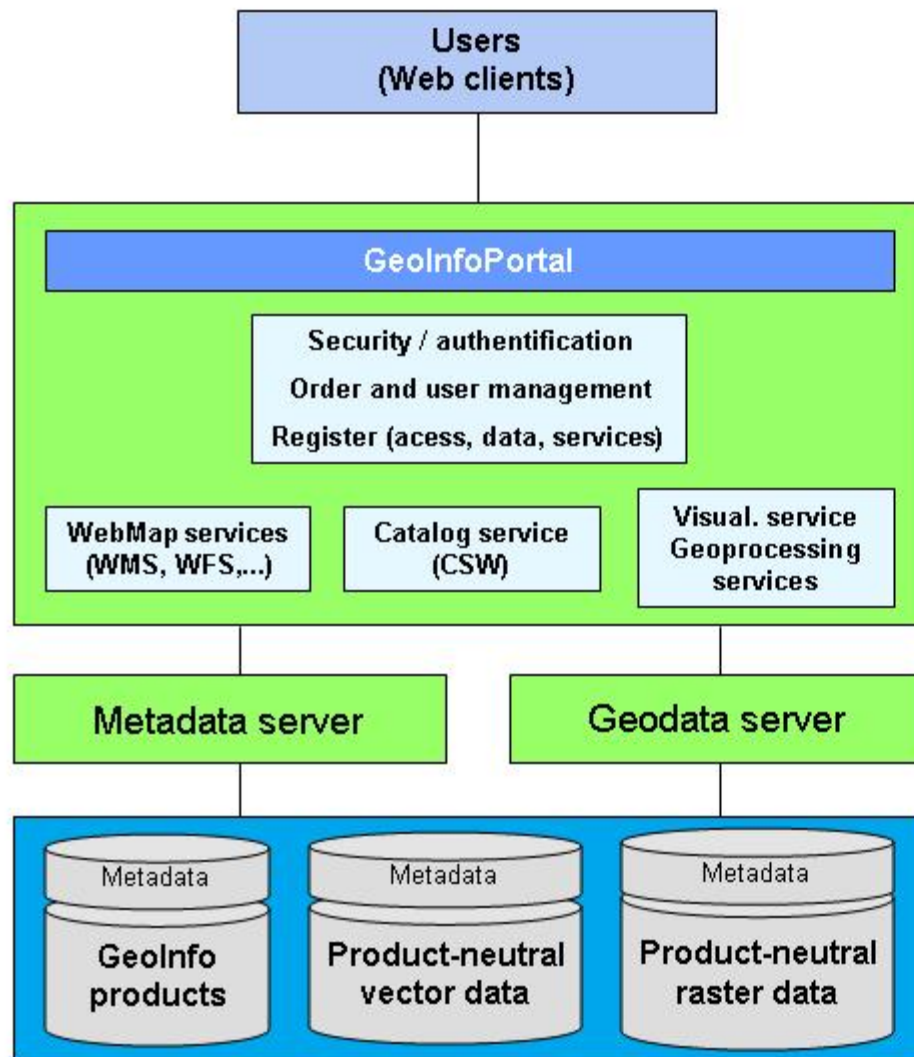 Users
(Web clients)
GeoInfoPortal
Security / authentification
Order and user management
Register (acess, data, services)
WebMap services
(WMS, WFS,...)
Catalog service
(CSW)
Visual. service
Geoprocessing
services
Metadata server
Geodata server
Metadata
GeoInfo
products
Metadata
Product-neutral
vector data
Metadata
Product-neutral
raster data